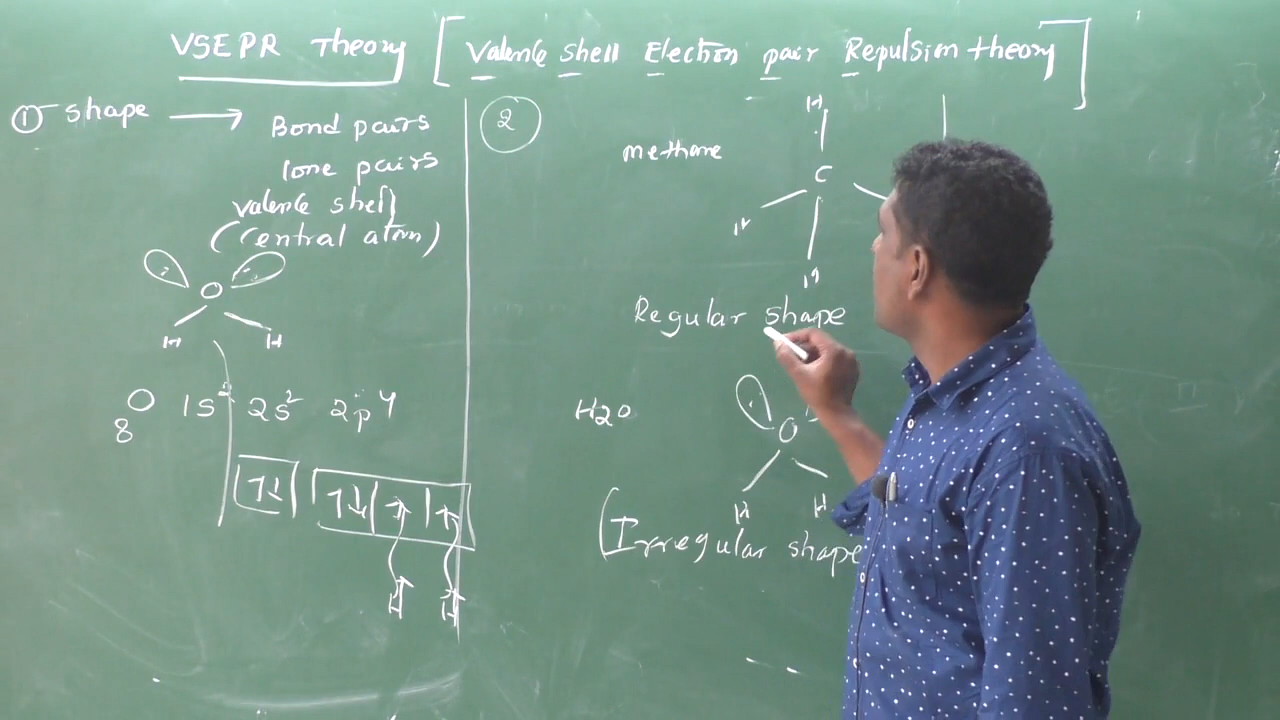 VSEPR Theory [Valence shell Electron pair Repulsion theory]
① shape → Bond pairs
lone pairs
valence shell
(central atom)
O
H H
O 1s² 2s² 2p⁴
8
H H
2
methane
H
C
H
H
Regular shape
H2O
O
H H
(Irregular shape